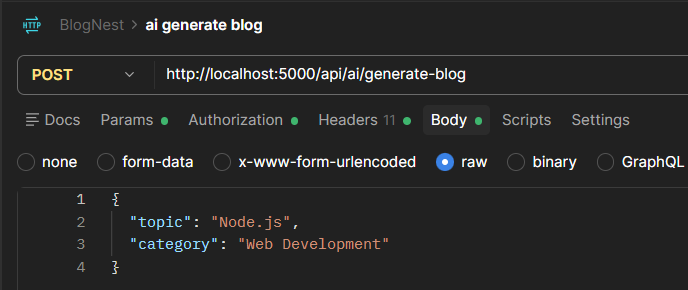 HTTP BlogNest > ai generate blog
POST http://localhost:5000/api/ai/generate-blog
Docs Params Authorization Headers 11 Body Scripts Settings
none form-data x-www-form-urlencoded raw binary GraphQL
1 {
2 "topic": "Node.js",
3 "category": "Web Development"
4 }